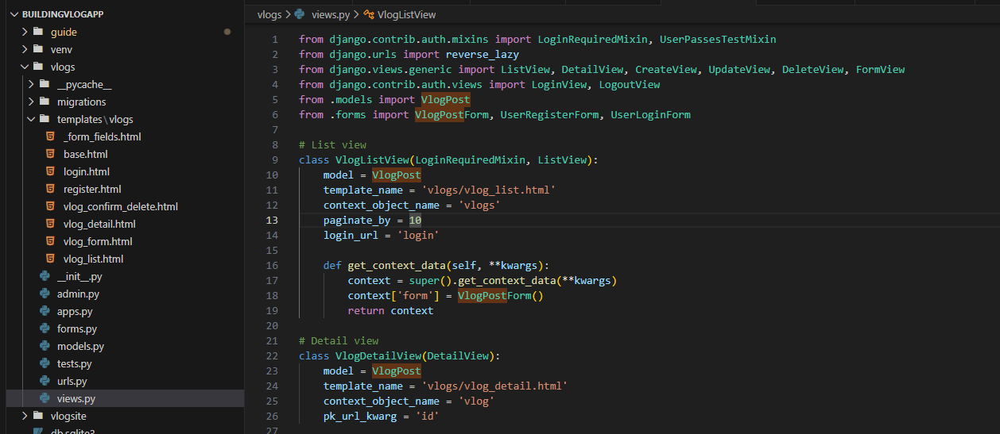 BUILDINGVLOGAPP
guide
venv
vlogs
__pycache__
migrations
templates\vlogs
_form_fields.html
base.html
login.html
register.html
vlog_confirm_delete.html
vlog_detail.html
vlog_form.html
vlog_list.html
__init__.py
admin.py
apps.py
forms.py
models.py
tests.py
urls.py
views.py
vlogsite
db.sqlite3
vlogs > views.py > VlogListView
1 from django.contrib.auth.mixins import LoginRequiredMixin, UserPassesTestMixin
2 from django.urls import reverse_lazy
3 from django.views.generic import ListView, DetailView, CreateView, UpdateView, DeleteView, FormView
4 from django.contrib.auth.views import LoginView, LogoutView
5 from .models import VlogPost
6 from .forms import VlogPostForm, UserRegisterForm, UserLoginForm
7
8 # List view
9 class VlogListView(LoginRequiredMixin, ListView):
10     model = VlogPost
11     template_name = 'vlogs/vlog_list.html'
12     context_object_name = 'vlogs'
13     paginate_by = 10
14     login_url = 'login'
15
16     def get_context_data(self, **kwargs):
17         context = super().get_context_data(**kwargs)
18         context['form'] = VlogPostForm()
19         return context
20
21 # Detail view
22 class VlogDetailView(DetailView):
23     model = VlogPost
24     template_name = 'vlogs/vlog_detail.html'
25     context_object_name = 'vlog'
26     pk_url_kwarg = 'id'
27